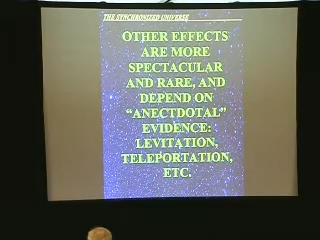 THE SYNCHRONIZED UNIVERSE
OTHER EFFECTS
ARE MORE
SPECTACULAR
AND RARE, AND
DEPEND ON
“ANECTDOTAL”
EVIDENCE:
LEVITATION,
TELEPORTATION,
ETC.